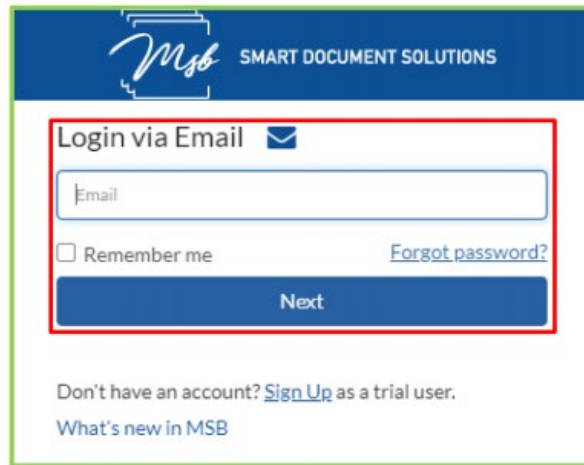 Msb SMART DOCUMENT SOLUTIONS
Login via Email
Email
Remember me Forgot password?
Next
Don't have an account? Sign Up as a trial user.
What's new in MSB